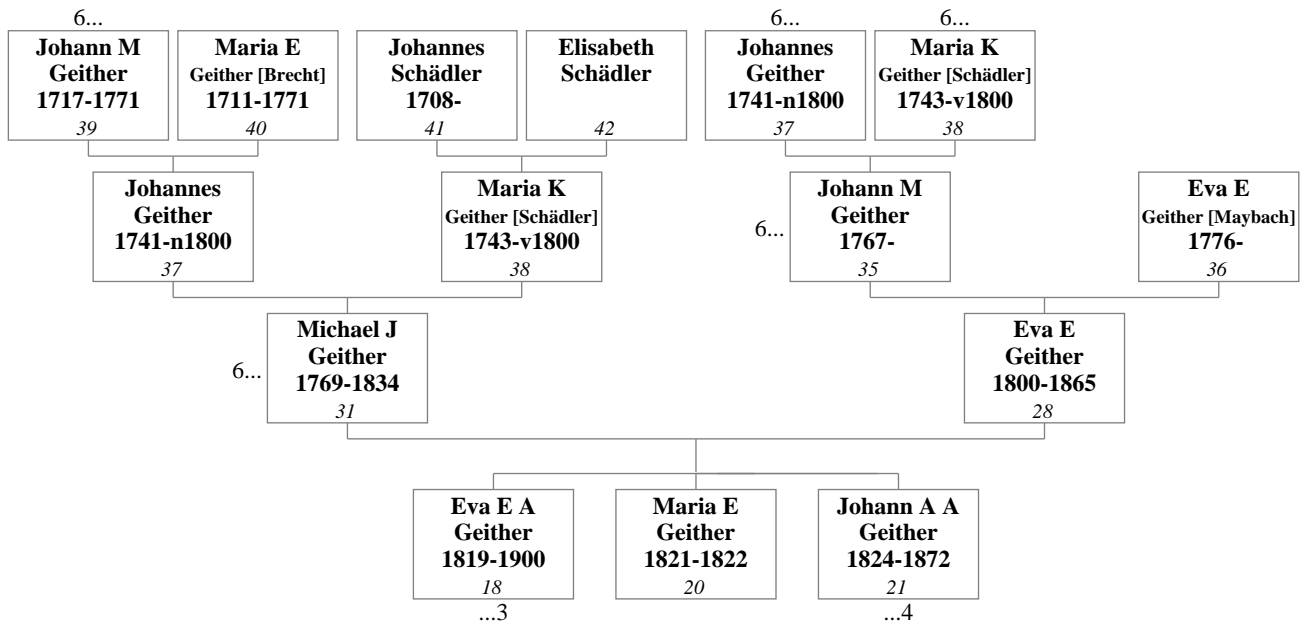 6...
Johann M
Geither
1717-1771
39
Maria E
Geither [Brecht]
1711-1771
40
Johannes
Schädler
1708-
41
Elisabeth
Schädler
42
6...
Johannes
Geither
1741-n1800
37
6...
Maria K
Geither [Schädler]
1743-v1800
38
Johannes
Geither
1741-n1800
37
Maria K
Geither [Schädler]
1743-v1800
38
6...
Johann M
Geither
1767-
35
Eva E
Geither [Maybach]
1776-
36
6...
Michael J
Geither
1769-1834
31
Eva E
Geither
1800-1865
28
Eva E A
Geither
1819-1900
18
...3
Maria E
Geither
1821-1822
20
Johann A A
Geither
1824-1872
21
...4